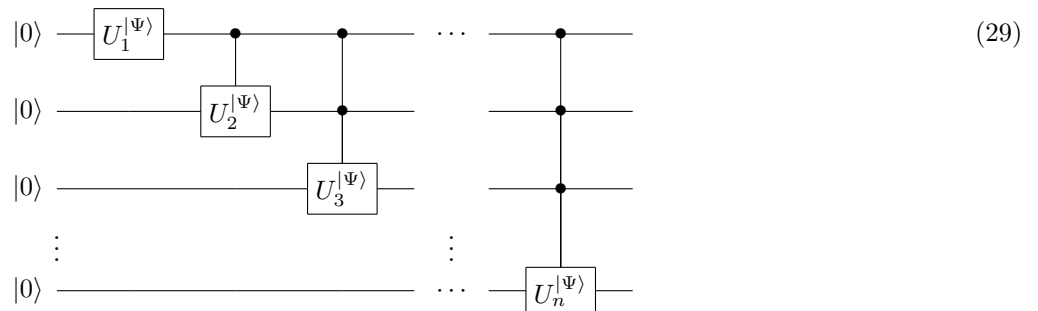 |0⟩ U_1^{|Ψ⟩} ⋯ (29)
|0⟩ U_2^{|Ψ⟩}
|0⟩ U_3^{|Ψ⟩}
⋮ ⋮
|0⟩ ⋯ U_n^{|Ψ⟩}